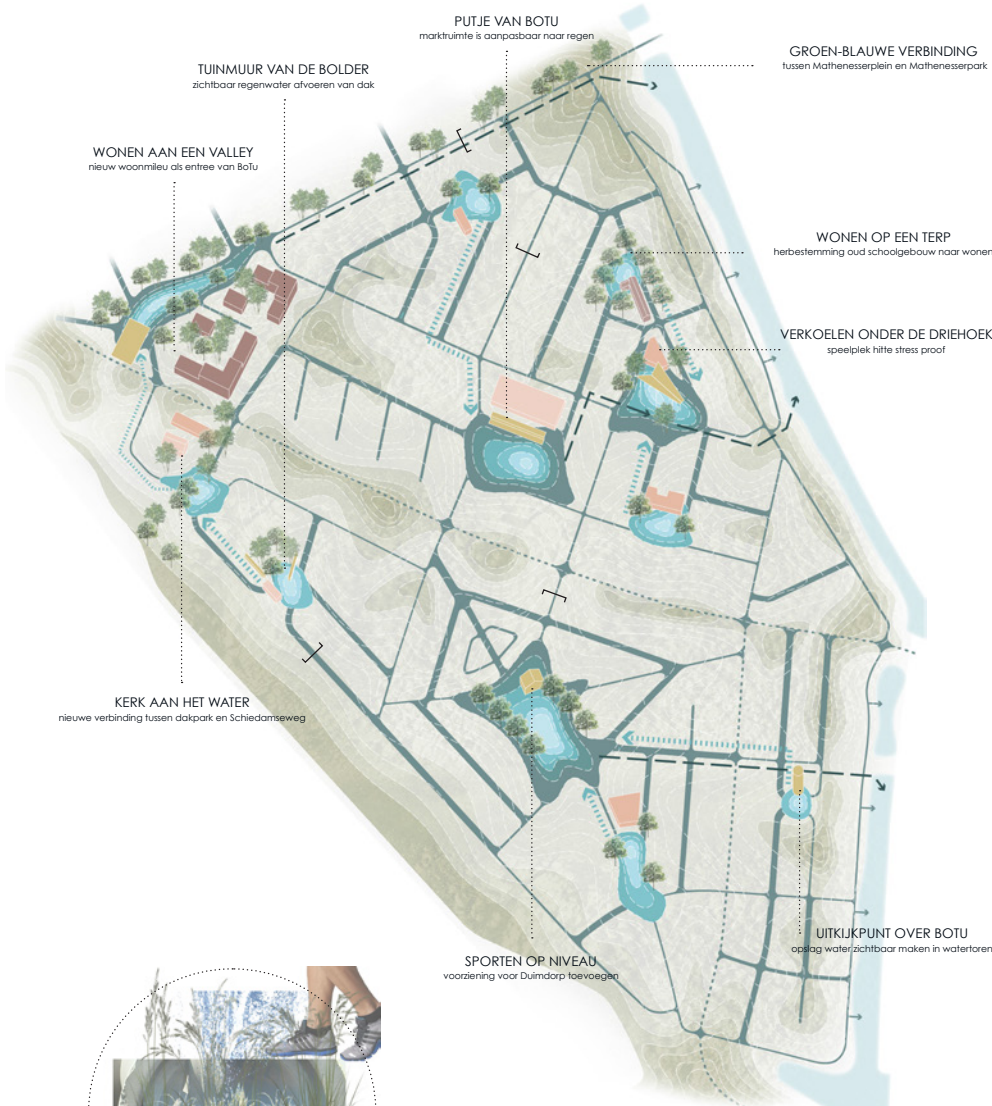 PUTJE VAN BOTU
marktruimte is aanpasbaar naar regen
GROEN-BLAUWE VERBINDING
tussen Mathenesserplein en Mathenesserpark
TUINMUUR VAN DE BOLDER
zichtbaar regenwater afvoeren van dak
WONEN AAN EEN VALLEY
nieuw woonmileu als entree van BoTu
WONEN OP EEN TERP
herbestemming oud schoolgebouw naar wonen
VERKOELEN ONDER DE DRIEHOEK
speelplek hitte stress proof
KERK AAN HET WATER
nieuwe verbinding tussen dakpark en Schiedamseweg
UITKIJKPUNT OVER BOTU
opslag water zichtbaar maken in watertoren
SPORTEN OP NIVEAU
voorziening voor Duimdorp toevoegen